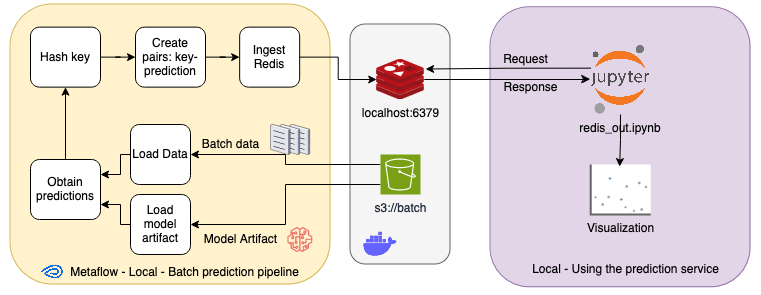 Hash key
Create
pairs: key-
prediction
Ingest
Redis
localhost:6379
Request
Response
jupyter
redis_out.ipynb
Load Data
Batch data
Obtain
predictions
Load
model
artifact
Model Artifact
s3://batch
Visualization
Metaflow - Local - Batch prediction pipeline
Local - Using the prediction service